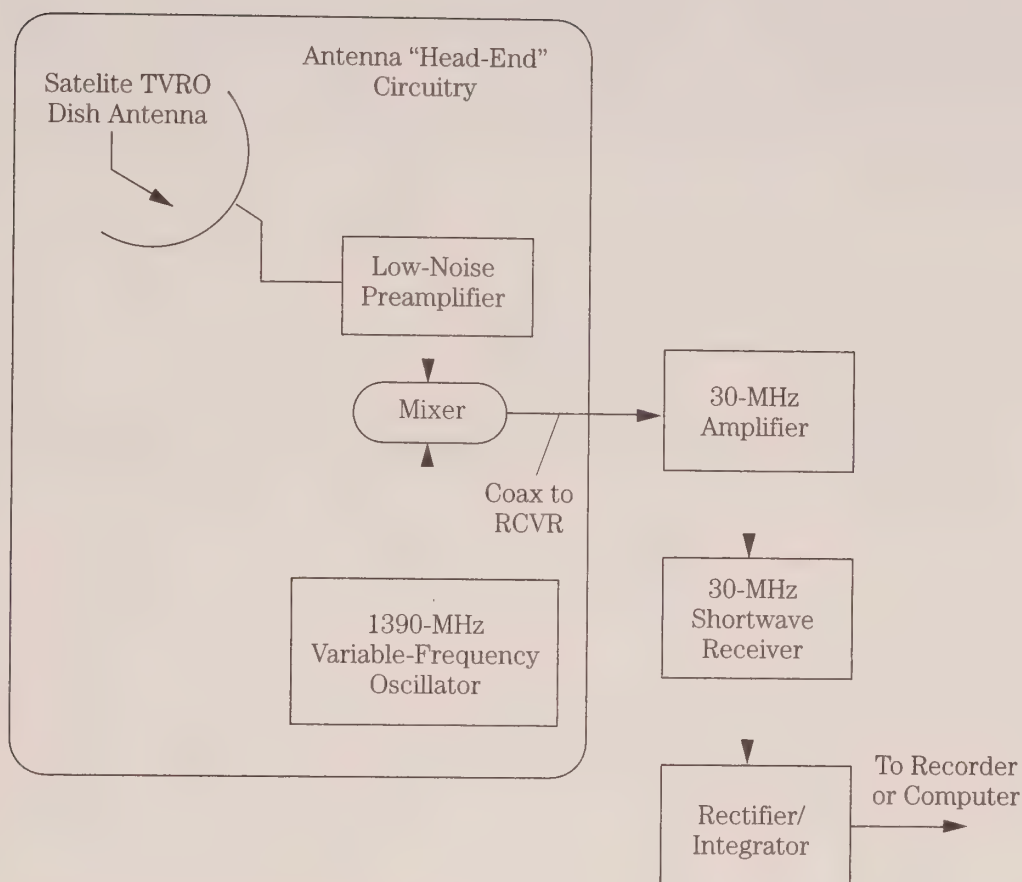 Antenna “Head-End”
Circuitry
Satelite TVRO
Dish Antenna
Low-Noise
Preamplifier
Mixer
30-MHz
Amplifier
Coax to
RCVR
30-MHz
Shortwave
Receiver
1390-MHz
Variable-Frequency
Oscillator
To Recorder
or Computer
Rectifier/
Integrator